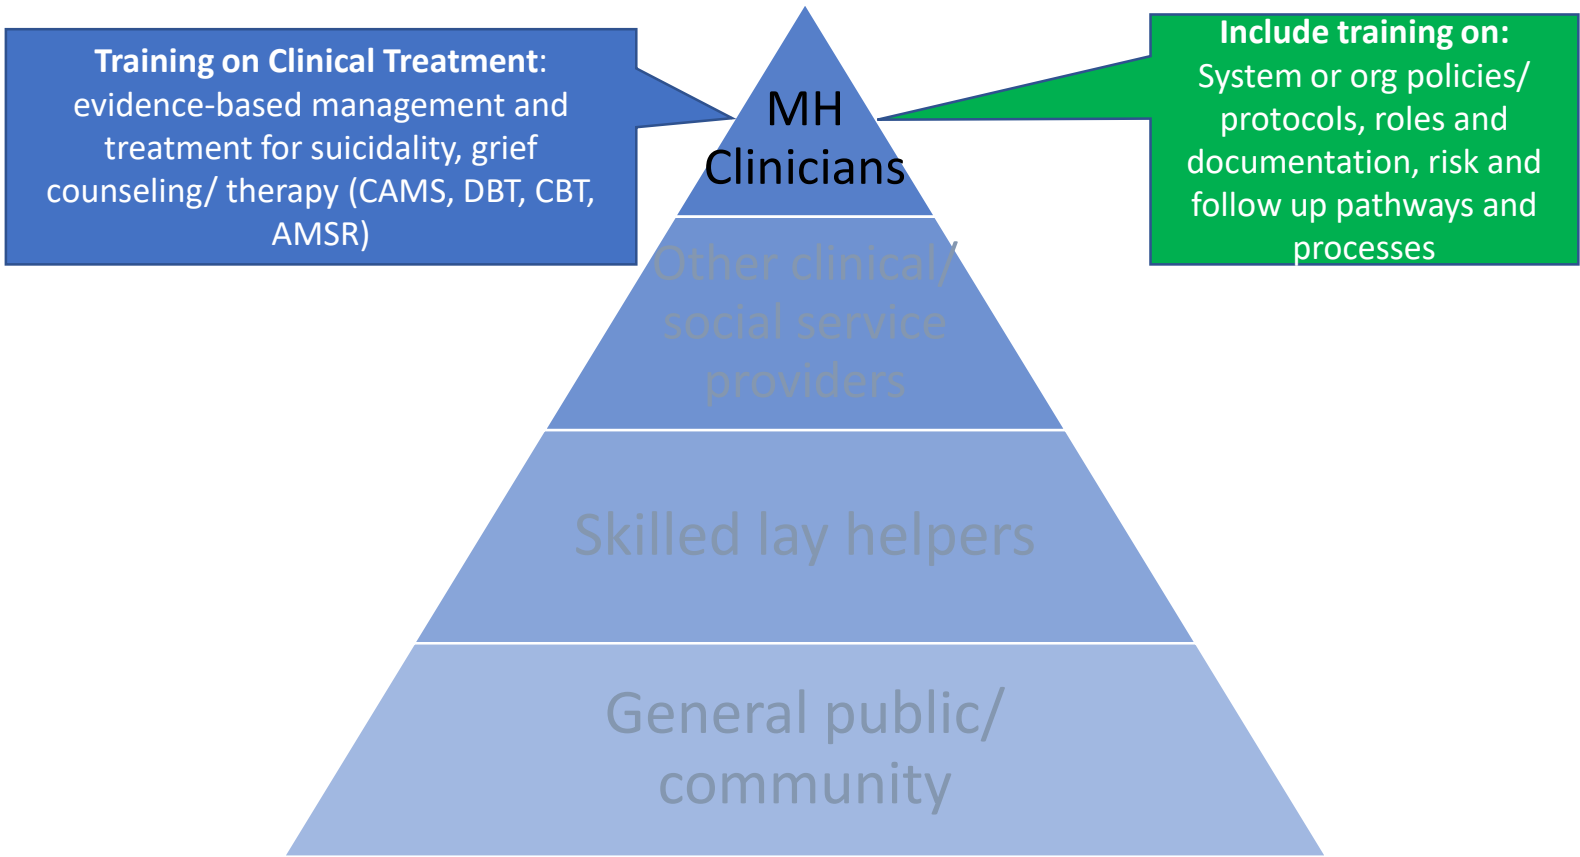 Training on Clinical Treatment:
evidence-based management and
treatment for suicidality, grief
counseling/ therapy (CAMS, DBT, CBT,
AMSR)
Include training on:
System or org policies/
protocols, roles and
documentation, risk and
follow up pathways and
processes
MH
Clinicians
Other clinical/
social service
providers
Skilled lay helpers
General public/
community